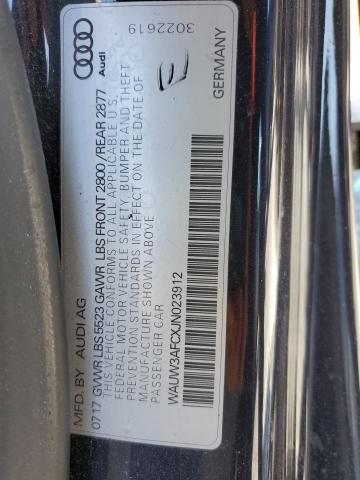 MFD. BY AUDI AG
07.17 GVWR LBS 5523 GAWR LBS FRONT 2800 /REAR 2877
THIS VEHICLE CONFORMS TO ALL APPLICABLE U.S.
FEDERAL MOTOR VEHICLE SAFETY, BUMPER AND THEFT
PREVENTION STANDARDS IN EFFECT ON THE DATE OF
MANUFACTURE SHOWN ABOVE
PASSENGER CAR
WAUW3AFCXJN023912
Audi
3022619
E
GERMANY